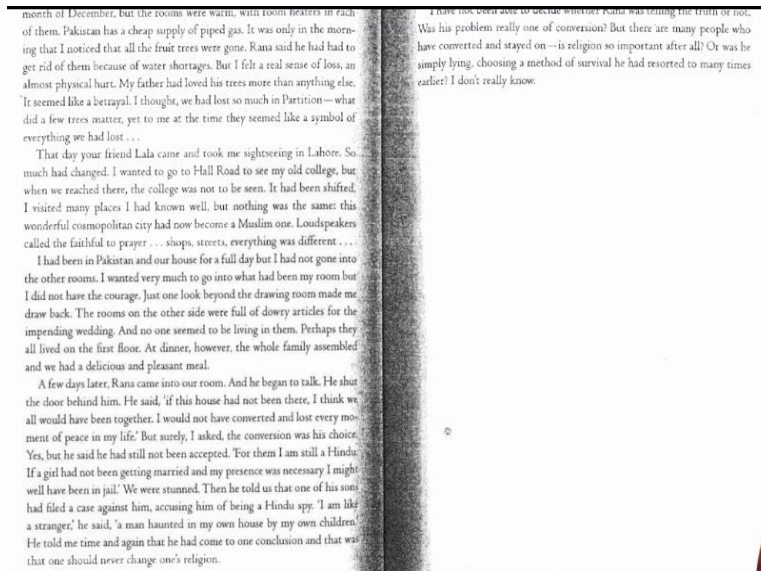 month of December, but the rooms were warm, with room heaters in each
of them. Pakistan has a cheap supply of piped gas. It was only in the morn-
ing that I noticed that all the fruit trees were gone. Rana said he had had to
get rid of them because of water shortages. But I felt a real sense of loss, an
almost physical hurt. My father had loved his trees more than anything else.
It seemed like a betrayal. I thought, we had lost so much in Partition—what
did a few trees matter, yet to me at the time they seemed like a symbol of
everything we had lost . . .
That day your friend Lala came and took me sightseeing in Lahore. So
much had changed. I wanted to go to Hall Road to see my old college, but
when we reached there, the college was not to be seen. It had been shifted.
I visited many places I had known well, but nothing was the same: this
wonderful cosmopolitan city had now become a Muslim one. Loudspeakers
called the faithful to prayer . . . shops, streets, everything was different . . .
I had been in Pakistan and our house for a full day but I had not gone into
the other rooms. I wanted very much to go into what had been my room but
I did not have the courage. Just one look beyond the drawing room made me
draw back. The rooms on the other side were full of dowry articles for the
impending wedding. And no one seemed to be living in them. Perhaps they
all lived on the first floor. At dinner, however, the whole family assembled
and we had a delicious and pleasant meal.
A few days later, Rana came into our room. And he began to talk. He shut
the door behind him. He said, 'if this house had not been there, I think we
all would have been together. I would not have converted and lost every mo-
ment of peace in my life.' But surely, I asked, the conversion was his choice.
Yes, but he said he had still not been accepted. 'For them I am still a Hindu.
If a girl had not been getting married and my presence was necessary I might
well have been in jail.' We were stunned. Then he told us that one of his sons
had filed a case against him, accusing him of being a Hindu spy. 'I am like
a stranger,' he said, 'a man haunted in my own house by my own children.'
He told me time and again that he had come to one conclusion and that was
that one should never change one's religion.
I have not been able to decide whether Rana was telling the truth or not.
Was his problem really one of conversion? But there are many people who
have converted and stayed on—is religion so important after all? Or was he
simply lying, choosing a method of survival he had resorted to many times
earlier? I don't really know.